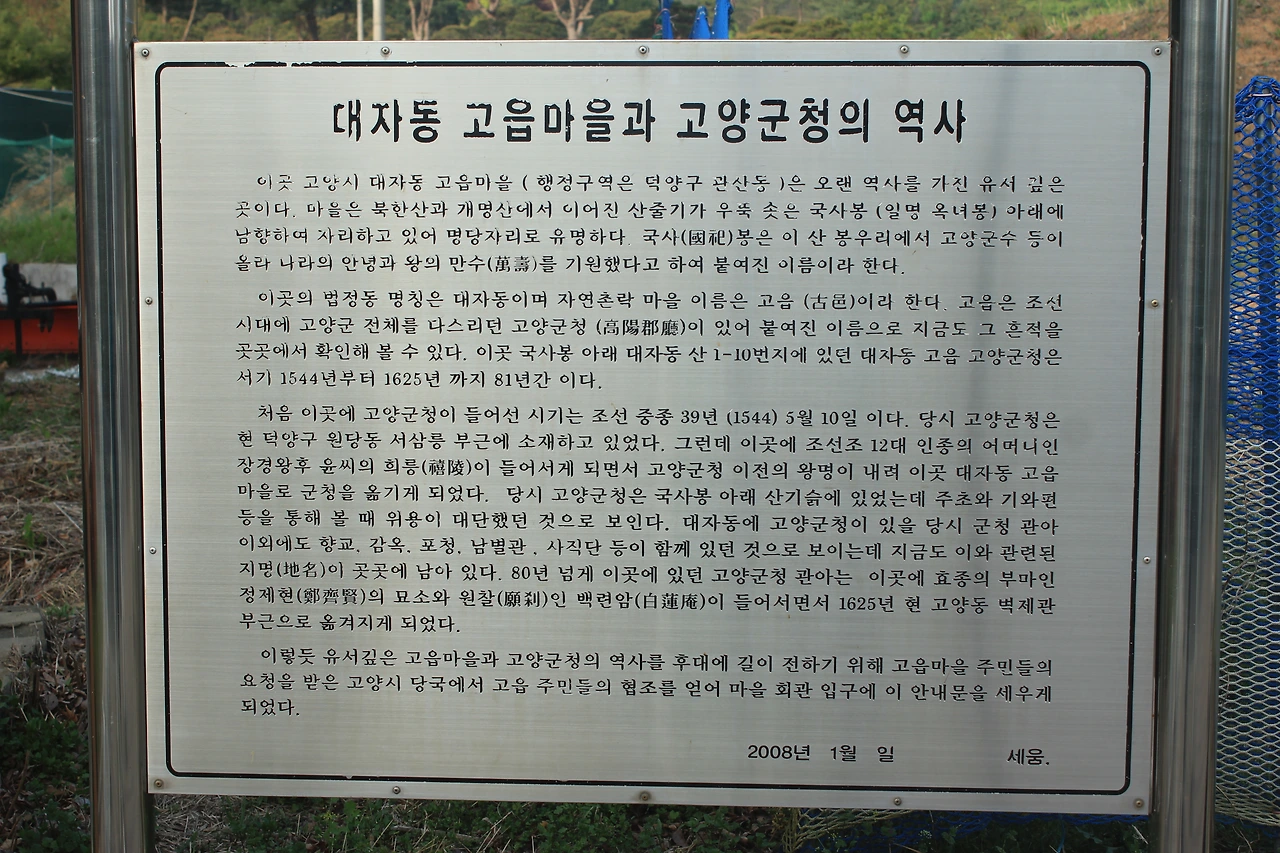 대자동 고읍마을과 고양군청의 역사
이곳 고양시 대자동 고읍마을 ( 행정구역은 덕양구 관산동 )은 오랜 역사를 가진 유서 깊은
곳이다. 마을은 북한산과 개명산에서 이어진 산줄기가 우뚝 솟은 국사봉 (일명 옥녀봉) 아래에
남향하여 자리하고 있어 명당자리로 유명하다. 국사(國祀)봉은 이 산 봉우리에서 고양군수 등이
올라 나라의 안녕과 왕의 만수(萬壽)를 기원했다고 하여 붙여진 이름이라 한다.
이곳의 법정동 명칭은 대자동이며 자연촌락 마을 이름은 고읍 (古邑)이라 한다. 고읍은 조선
시대에 고양군 전체를 다스리던 고양군청 (高陽郡廳)이 있어 붙여진 이름으로 지금도 그 흔적을
곳곳에서 확인해 볼 수 있다. 이곳 국사봉 아래 대자동 산 1-10번지에 있던 대자동 고읍 고양군청은
서기 1544년부터 1625년 까지 81년간 이다.
처음 이곳에 고양군청이 들어선 시기는 조선 중종 39년 (1544) 5월 10일 이다. 당시 고양군청은
현 덕양구 원당동 서삼릉 부근에 소재하고 있었다. 그런데 이곳에 조선조 12대 인종의 어머니인
장경왕후 윤씨의 희릉(禧陵)이 들어서게 되면서 고양군청 이전의 왕명이 내려 이곳 대자동 고읍
마을로 군청을 옮기게 되었다. 당시 고양군청은 국사봉 아래 산기슭에 있었는데 주초와 기와편
등을 통해 볼 때 위용이 대단했던 것으로 보인다. 대자동에 고양군청이 있을 당시 군청 관아
이외에도 향교, 감옥, 포청, 남별관 , 사직단 등이 함께 있던 것으로 보이는데 지금도 이와 관련된
지명(地名)이 곳곳에 남아 있다. 80년 넘게 이곳에 있던 고양군청 관아는 이곳에 효종의 부마인
정제현(鄭齊賢)의 묘소와 원찰(願刹)인 백련암(白蓮庵)이 들어서면서 1625년 현 고양동 벽제관
부근으로 옮겨지게 되었다.
이렇듯 유서깊은 고읍마을과 고양군청의 역사를 후대에 길이 전하기 위해 고읍마을 주민들의
요청을 받은 고양시 당국에서 고읍 주민들의 협조를 얻어 마을 회관 입구에 이 안내문을 세우게
되었다.
2008년 1월 일 세움.